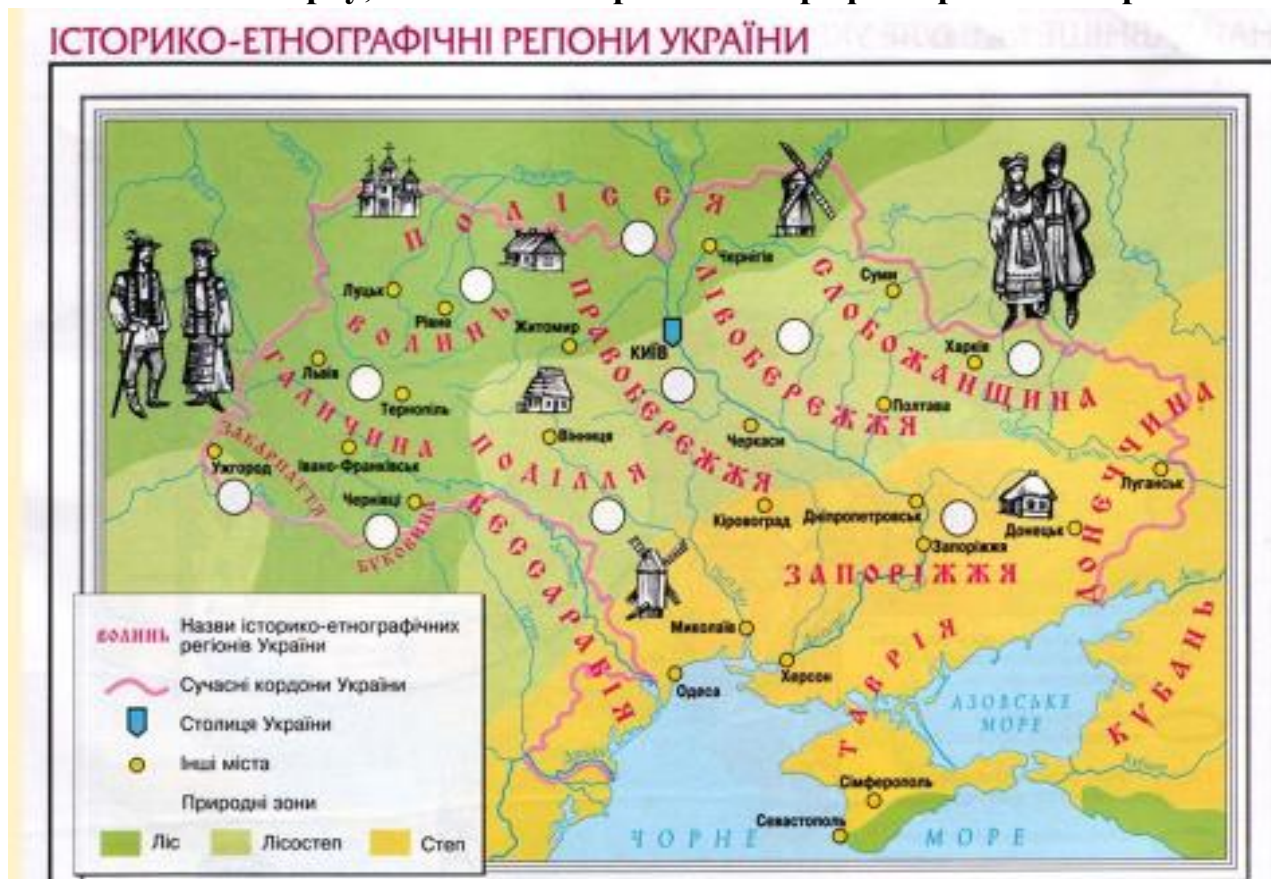 ІСТОРИКО-ЕТНОГРАФІЧНІ РЕГІОНИ УКРАЇНИ
ПОЛІССЯ
Чернігів
Суми
Луцьк
Рівне
ВОЛИНЬ
Житомир
КИЇВ
ПРАВОБЕРЕЖЖЯ
ЛІВОБЕРЕЖЖЯ
СЛОБОЖАНЩИНА
Харків
Львів
ГАЛИЧИНА
Тернопіль
Полтава
Вінниця
Черкаси
ПОДІЛЛЯ
ЗАКАРПАТТЯ
Ужгород
Івано-Франківськ
Чернівці
БУКОВИНА
БЕССАРАБІЯ
Кіровоград
Дніпропетровськ
Запоріжжя
Донецьк
Луганськ
ДОНЕЧЧИНА
ЗАПОРІЖЖЯ
Миколаїв
Херсон
Одеса
ТАВРІЯ
АЗОВСЬКЕ
МОРЕ
КУБАНЬ
Сімферополь
Севастополь
ЧОРНЕ МОРЕ
ВОЛИНЬ Назви історико-етнографічних
регіонів України
Сучасні кордони України
Столиця України
Інші міста
Природні зони
Ліс Лісостеп Степ